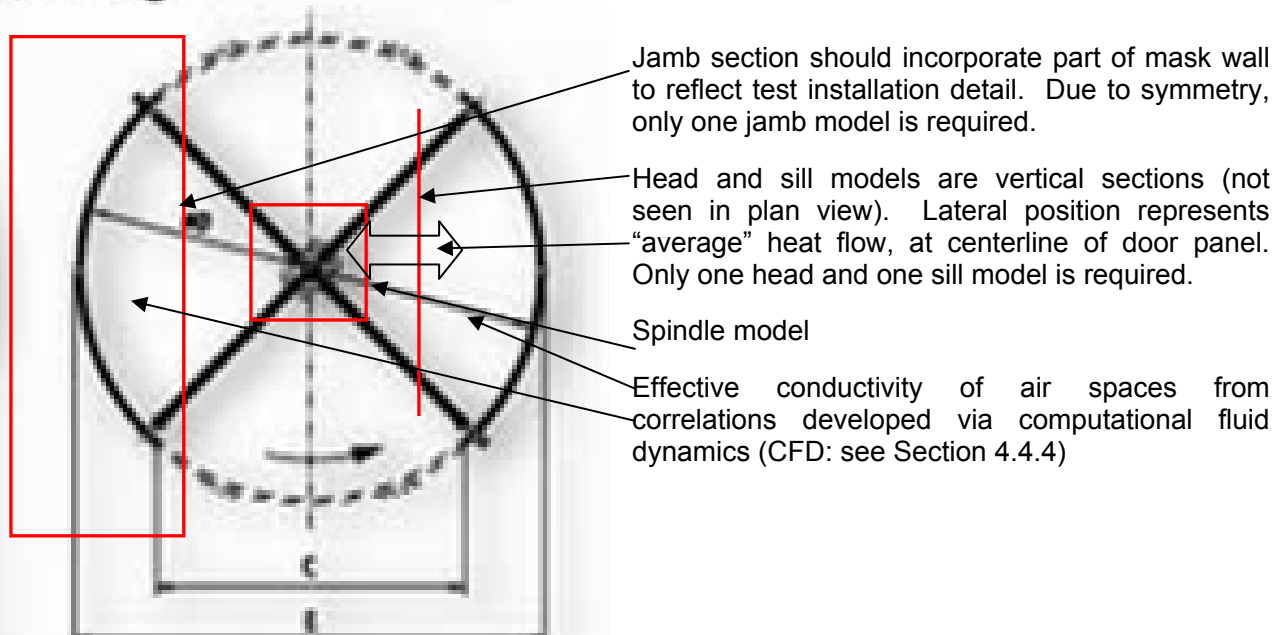 Jamb section should incorporate part of mask wall
to reflect test installation detail. Due to symmetry,
only one jamb model is required.
Head and sill models are vertical sections (not
seen in plan view). Lateral position represents
“average” heat flow, at centerline of door panel.
Only one head and one sill model is required.
Spindle model
Effective conductivity of air spaces from
correlations developed via computational fluid
dynamics (CFD: see Section 4.4.4)
C